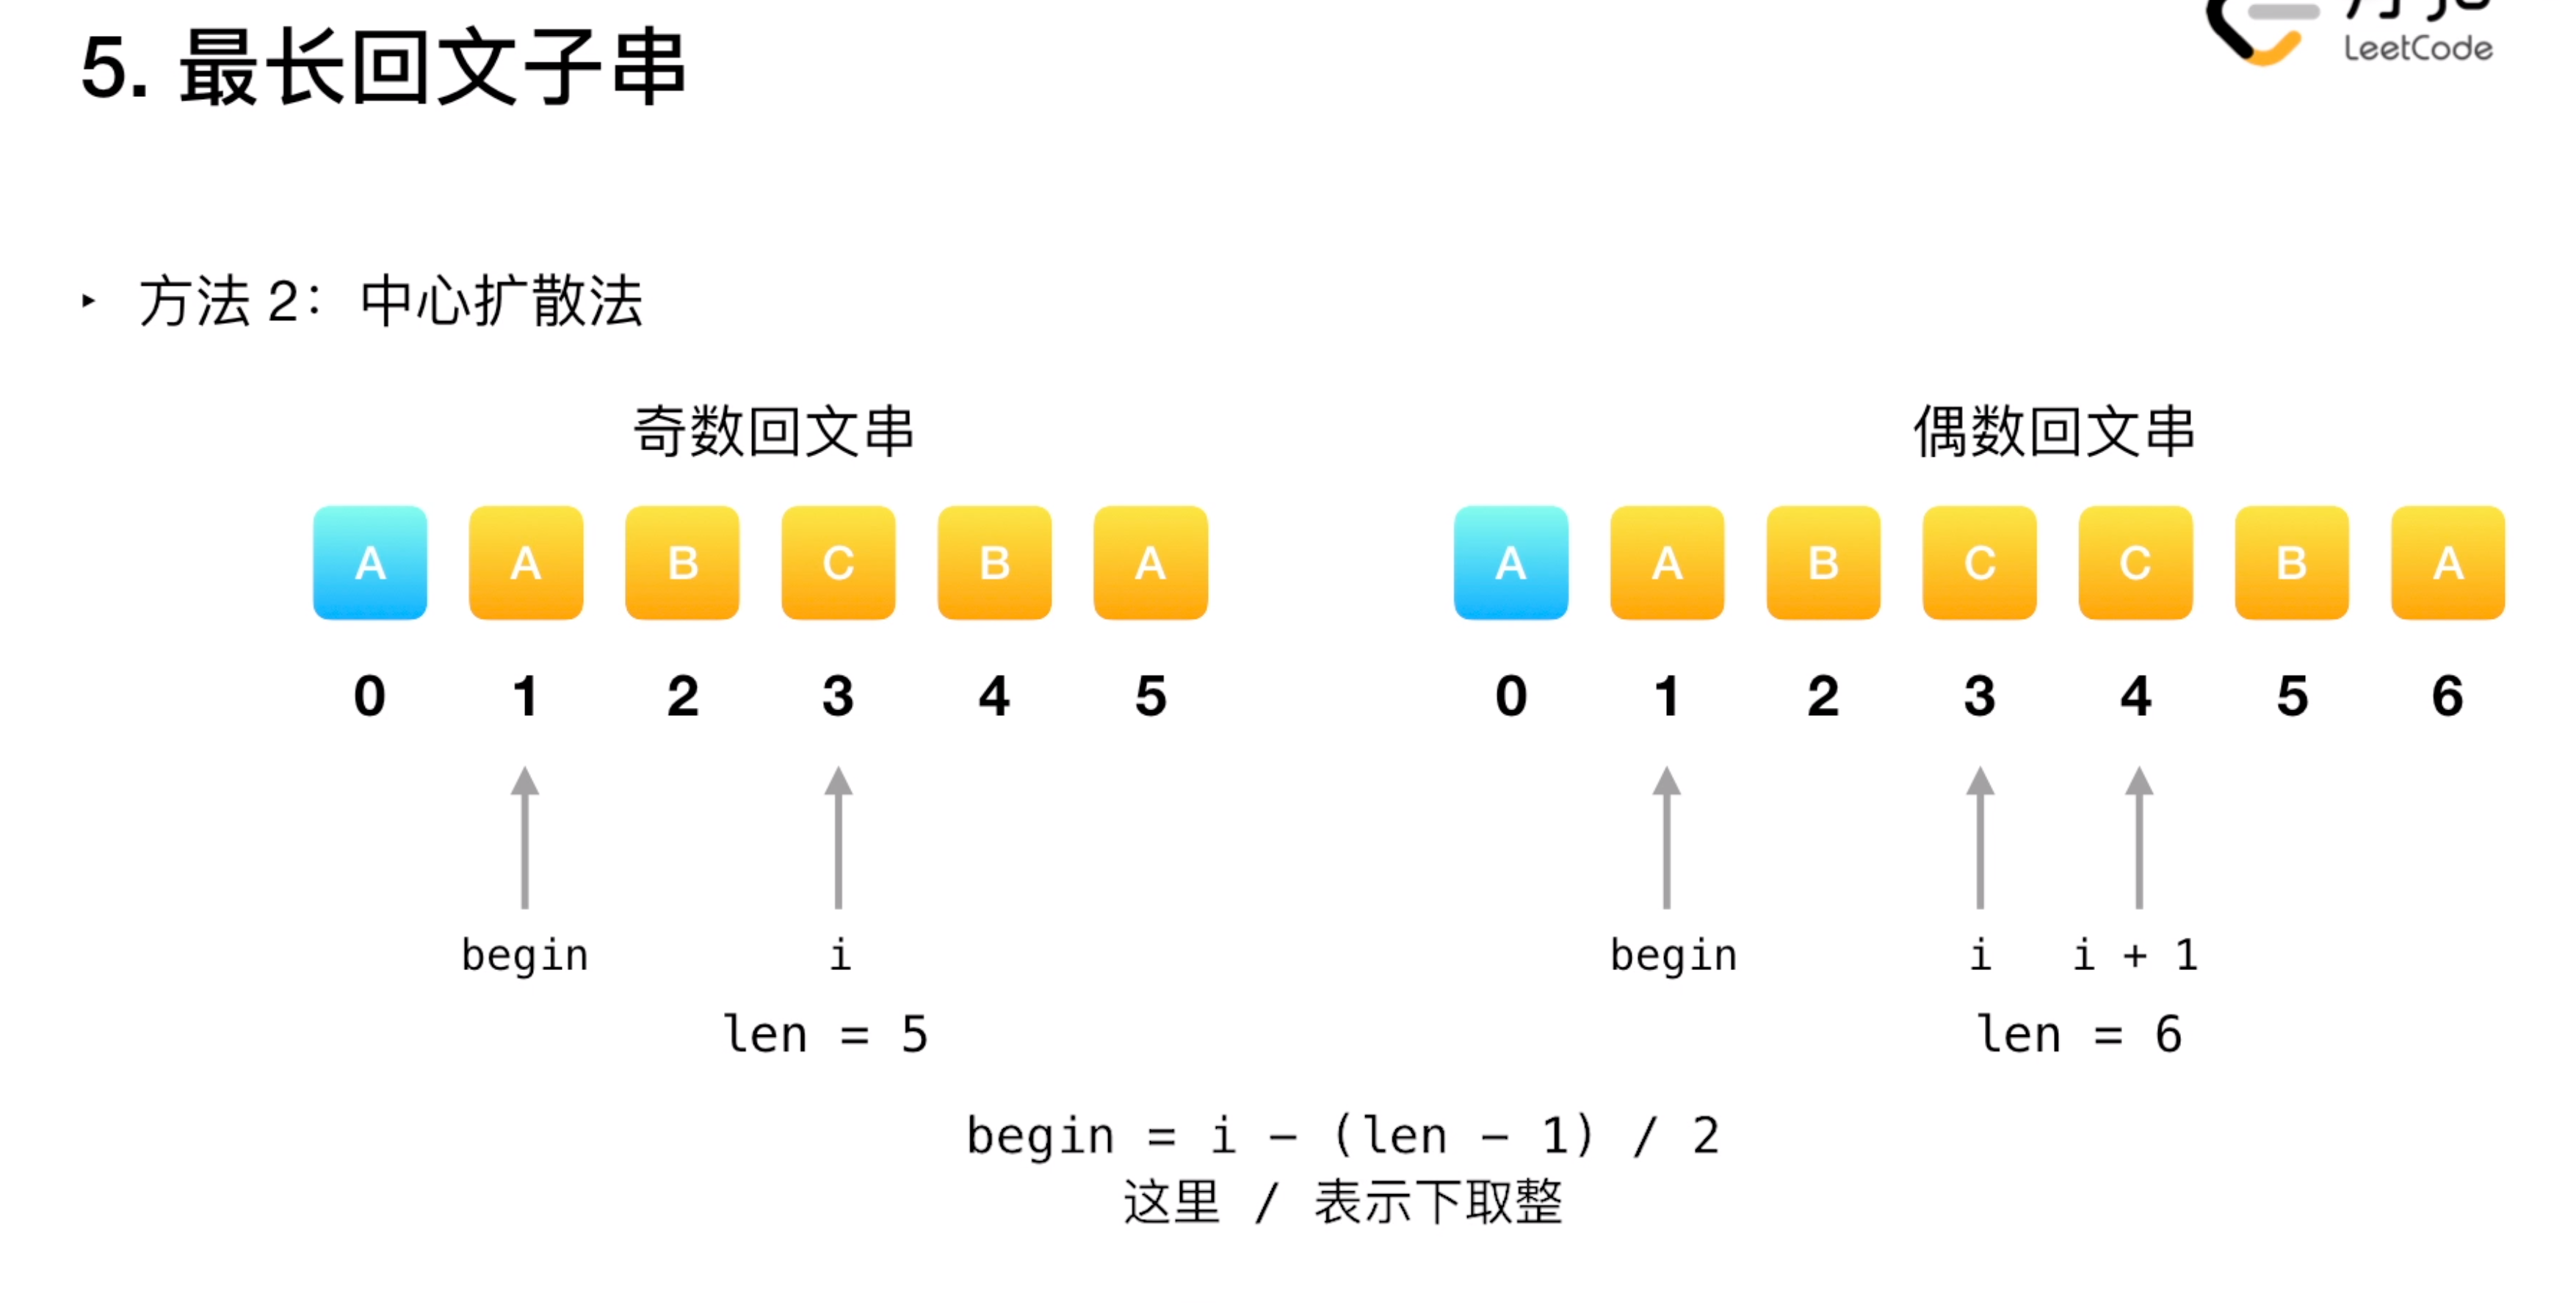 5. 最长回文子串
LeetCode
‣ 方法 2：中心扩散法
奇数回文串
偶数回文串
A A B C B A
A A B C C B A
0 1 2 3 4 5
0 1 2 3 4 5 6
begin i
begin i i + 1
len = 5
len = 6
begin = i - (len - 1) / 2
这里 / 表示下取整